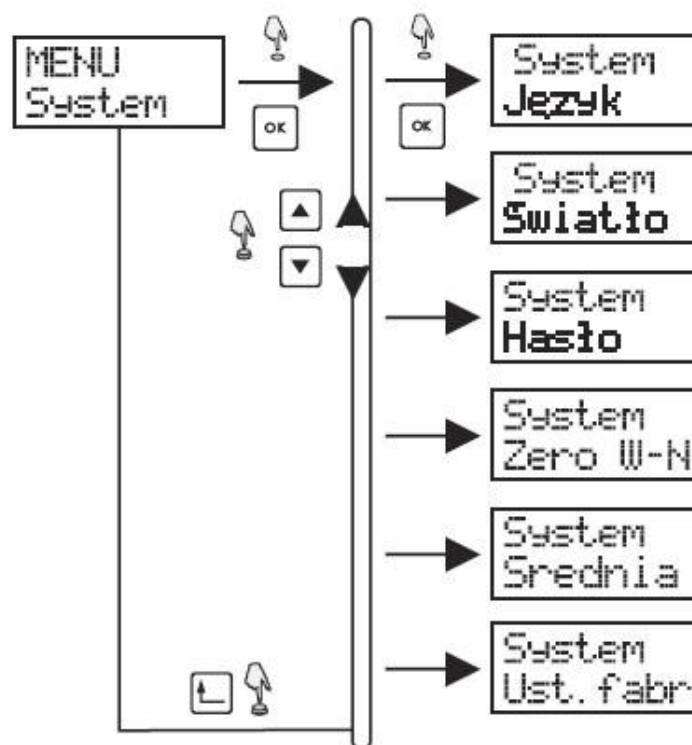 MENU
System
OK
OK
System
Język
System
Swiatło
System
Hasło
System
Zero W-N
System
Srednia
System
Ust.fabr